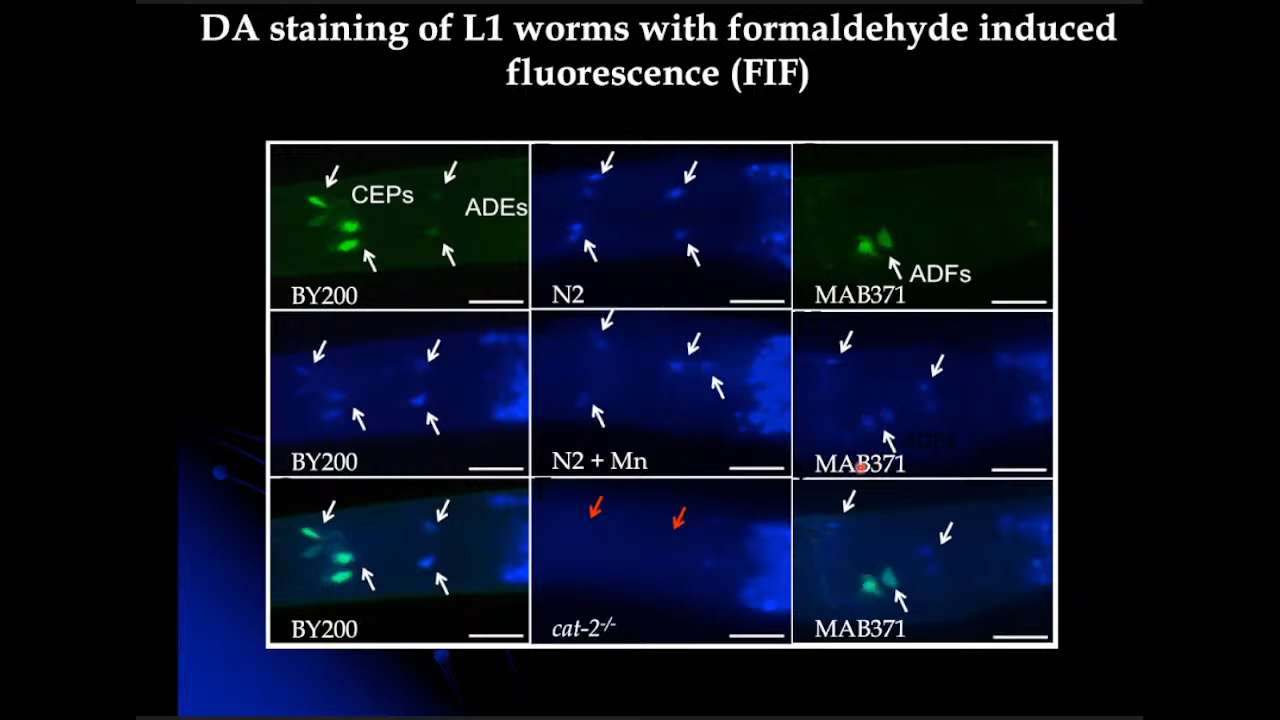 DA staining of L1 worms with formaldehyde induced
fluorescence (FIF)
CEPs
ADEs
BY200
N2
ADFs
MAB371
BY200
N2 + Mn
MAB371
BY200
cat-2-/-
MAB371